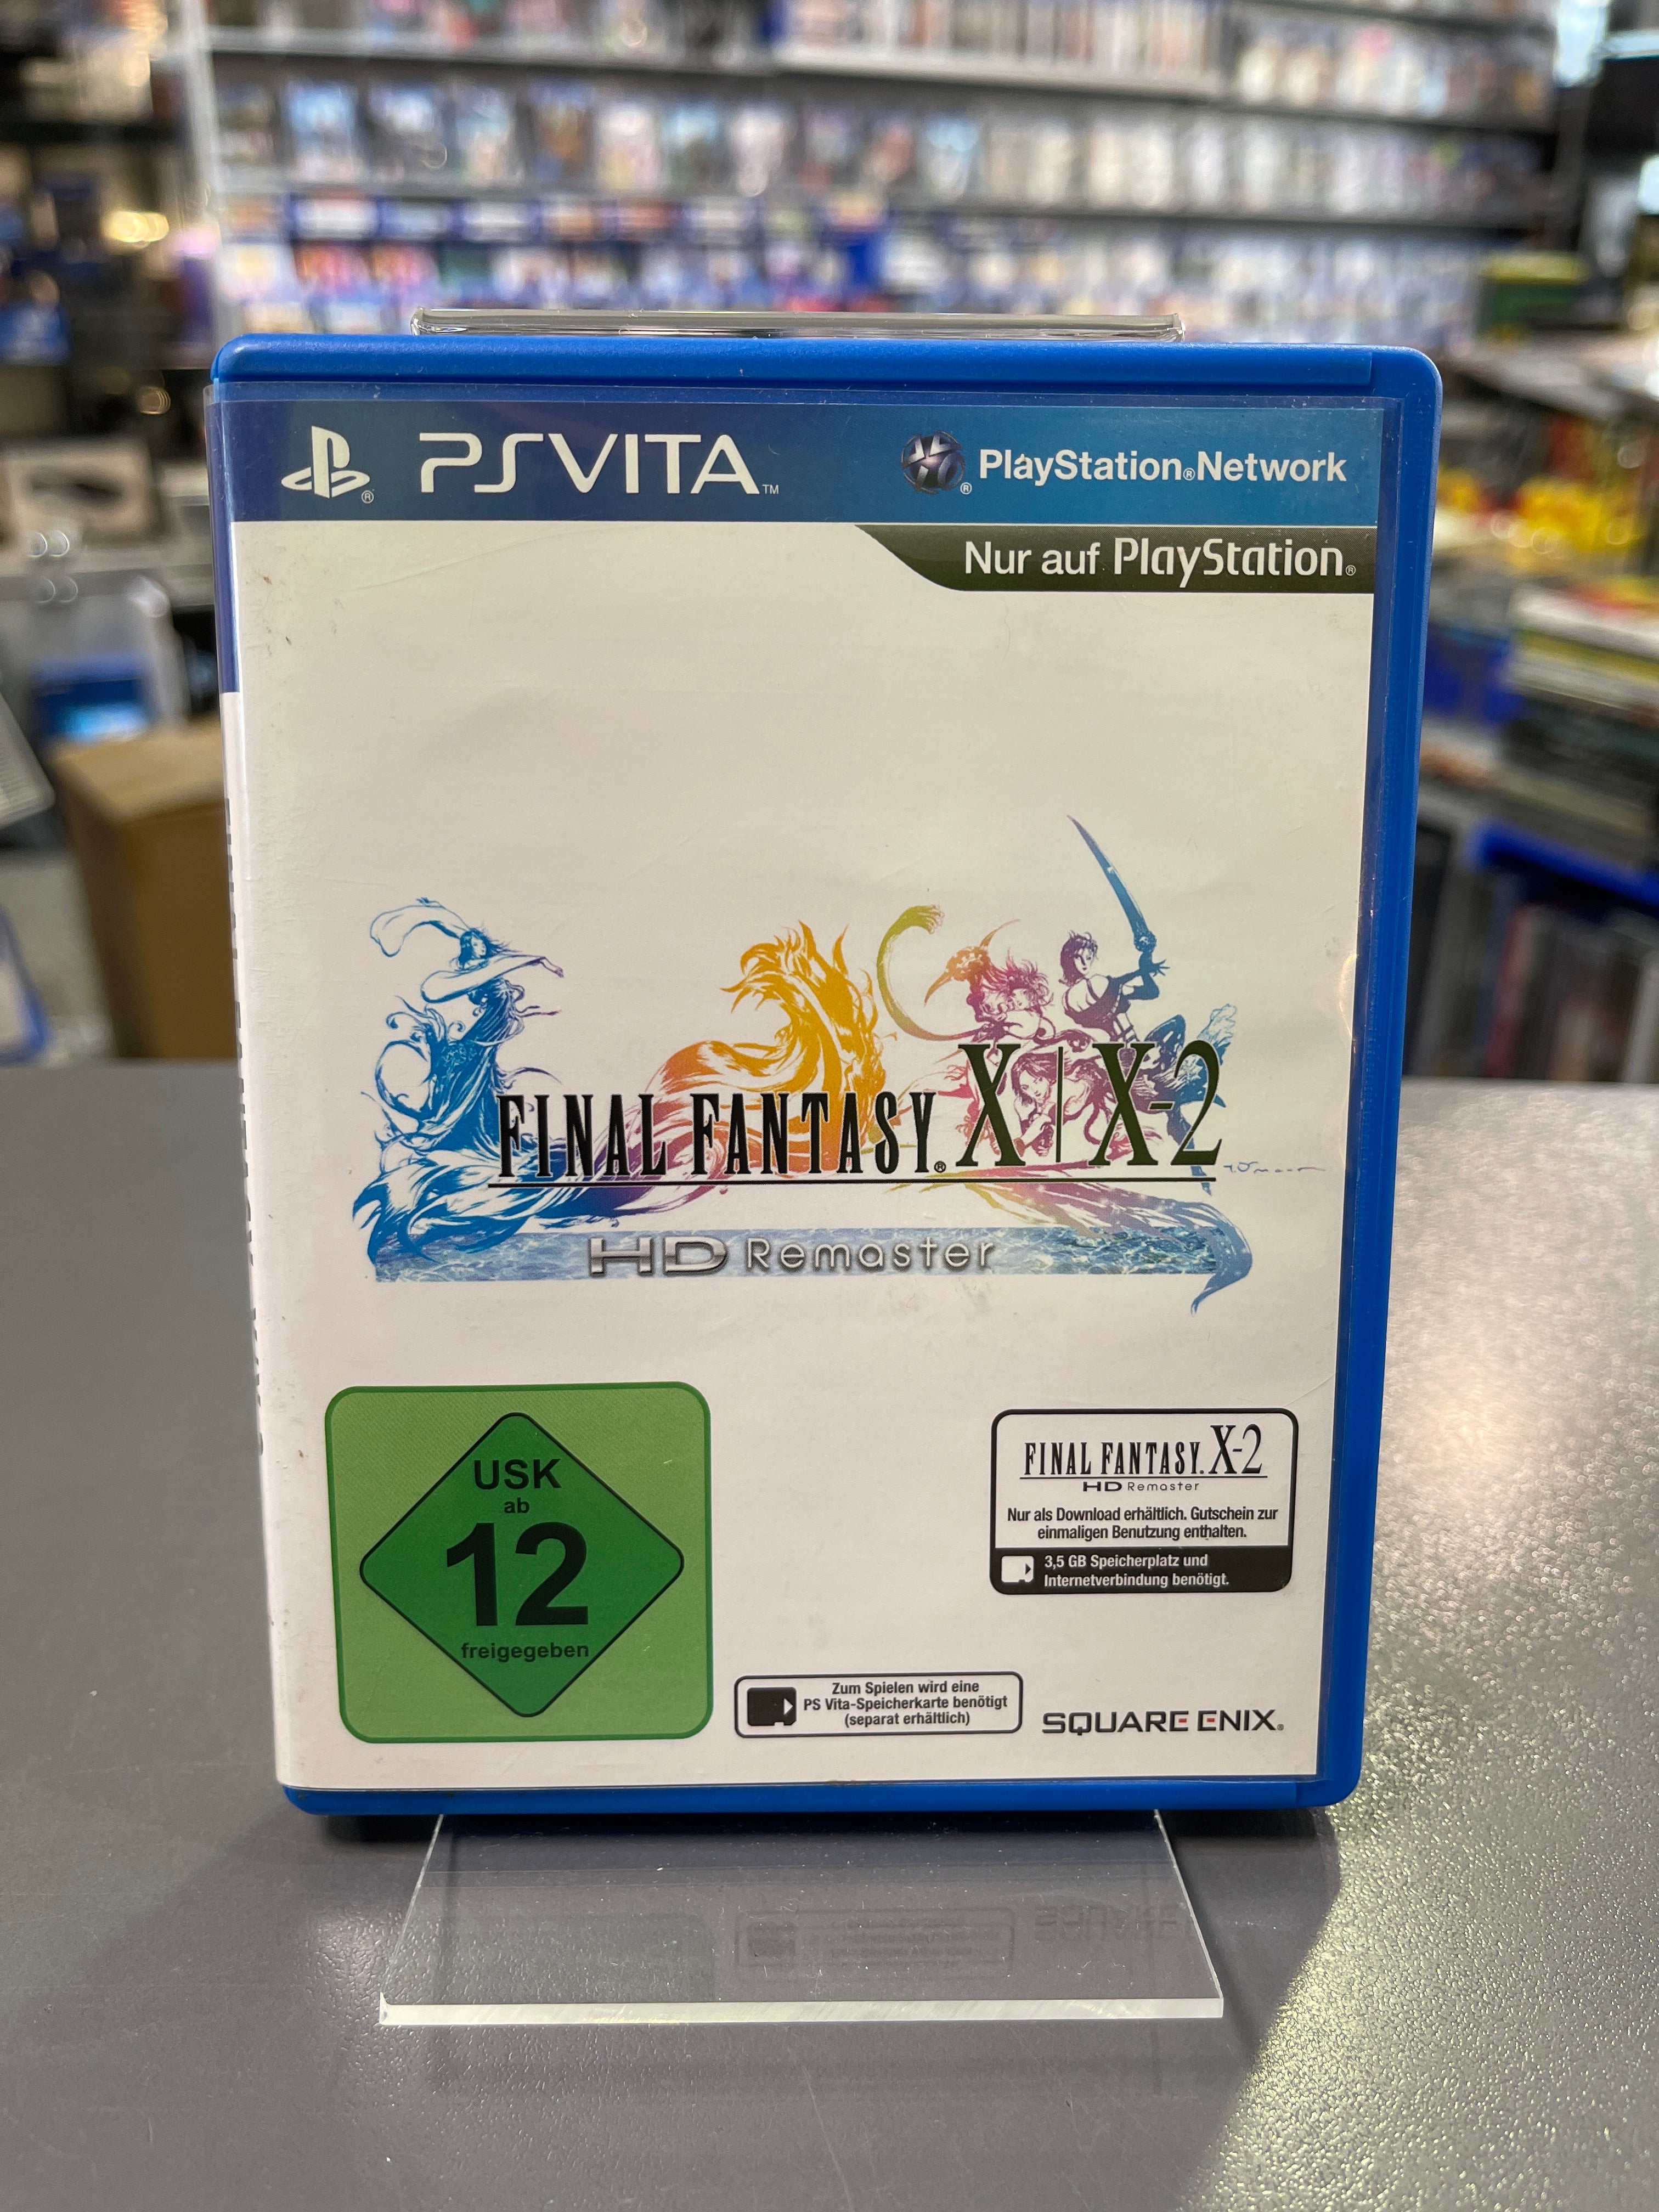 PSVITA™
PlayStation®Network
Nur auf PlayStation®
FINAL FANTASY® X|X-2
HD Remaster
USK
ab
12
freigegeben
FINAL FANTASY. X-2
HD Remaster
Nur als Download erhältlich. Gutschein zur
einmaligen Benutzung enthalten.
3,5 GB Speicherplatz und
Internetverbindung benötigt.
Zum Spielen wird eine
PS Vita-Speicherkarte benötigt
(separat erhältlich)
SQUARE ENIX®